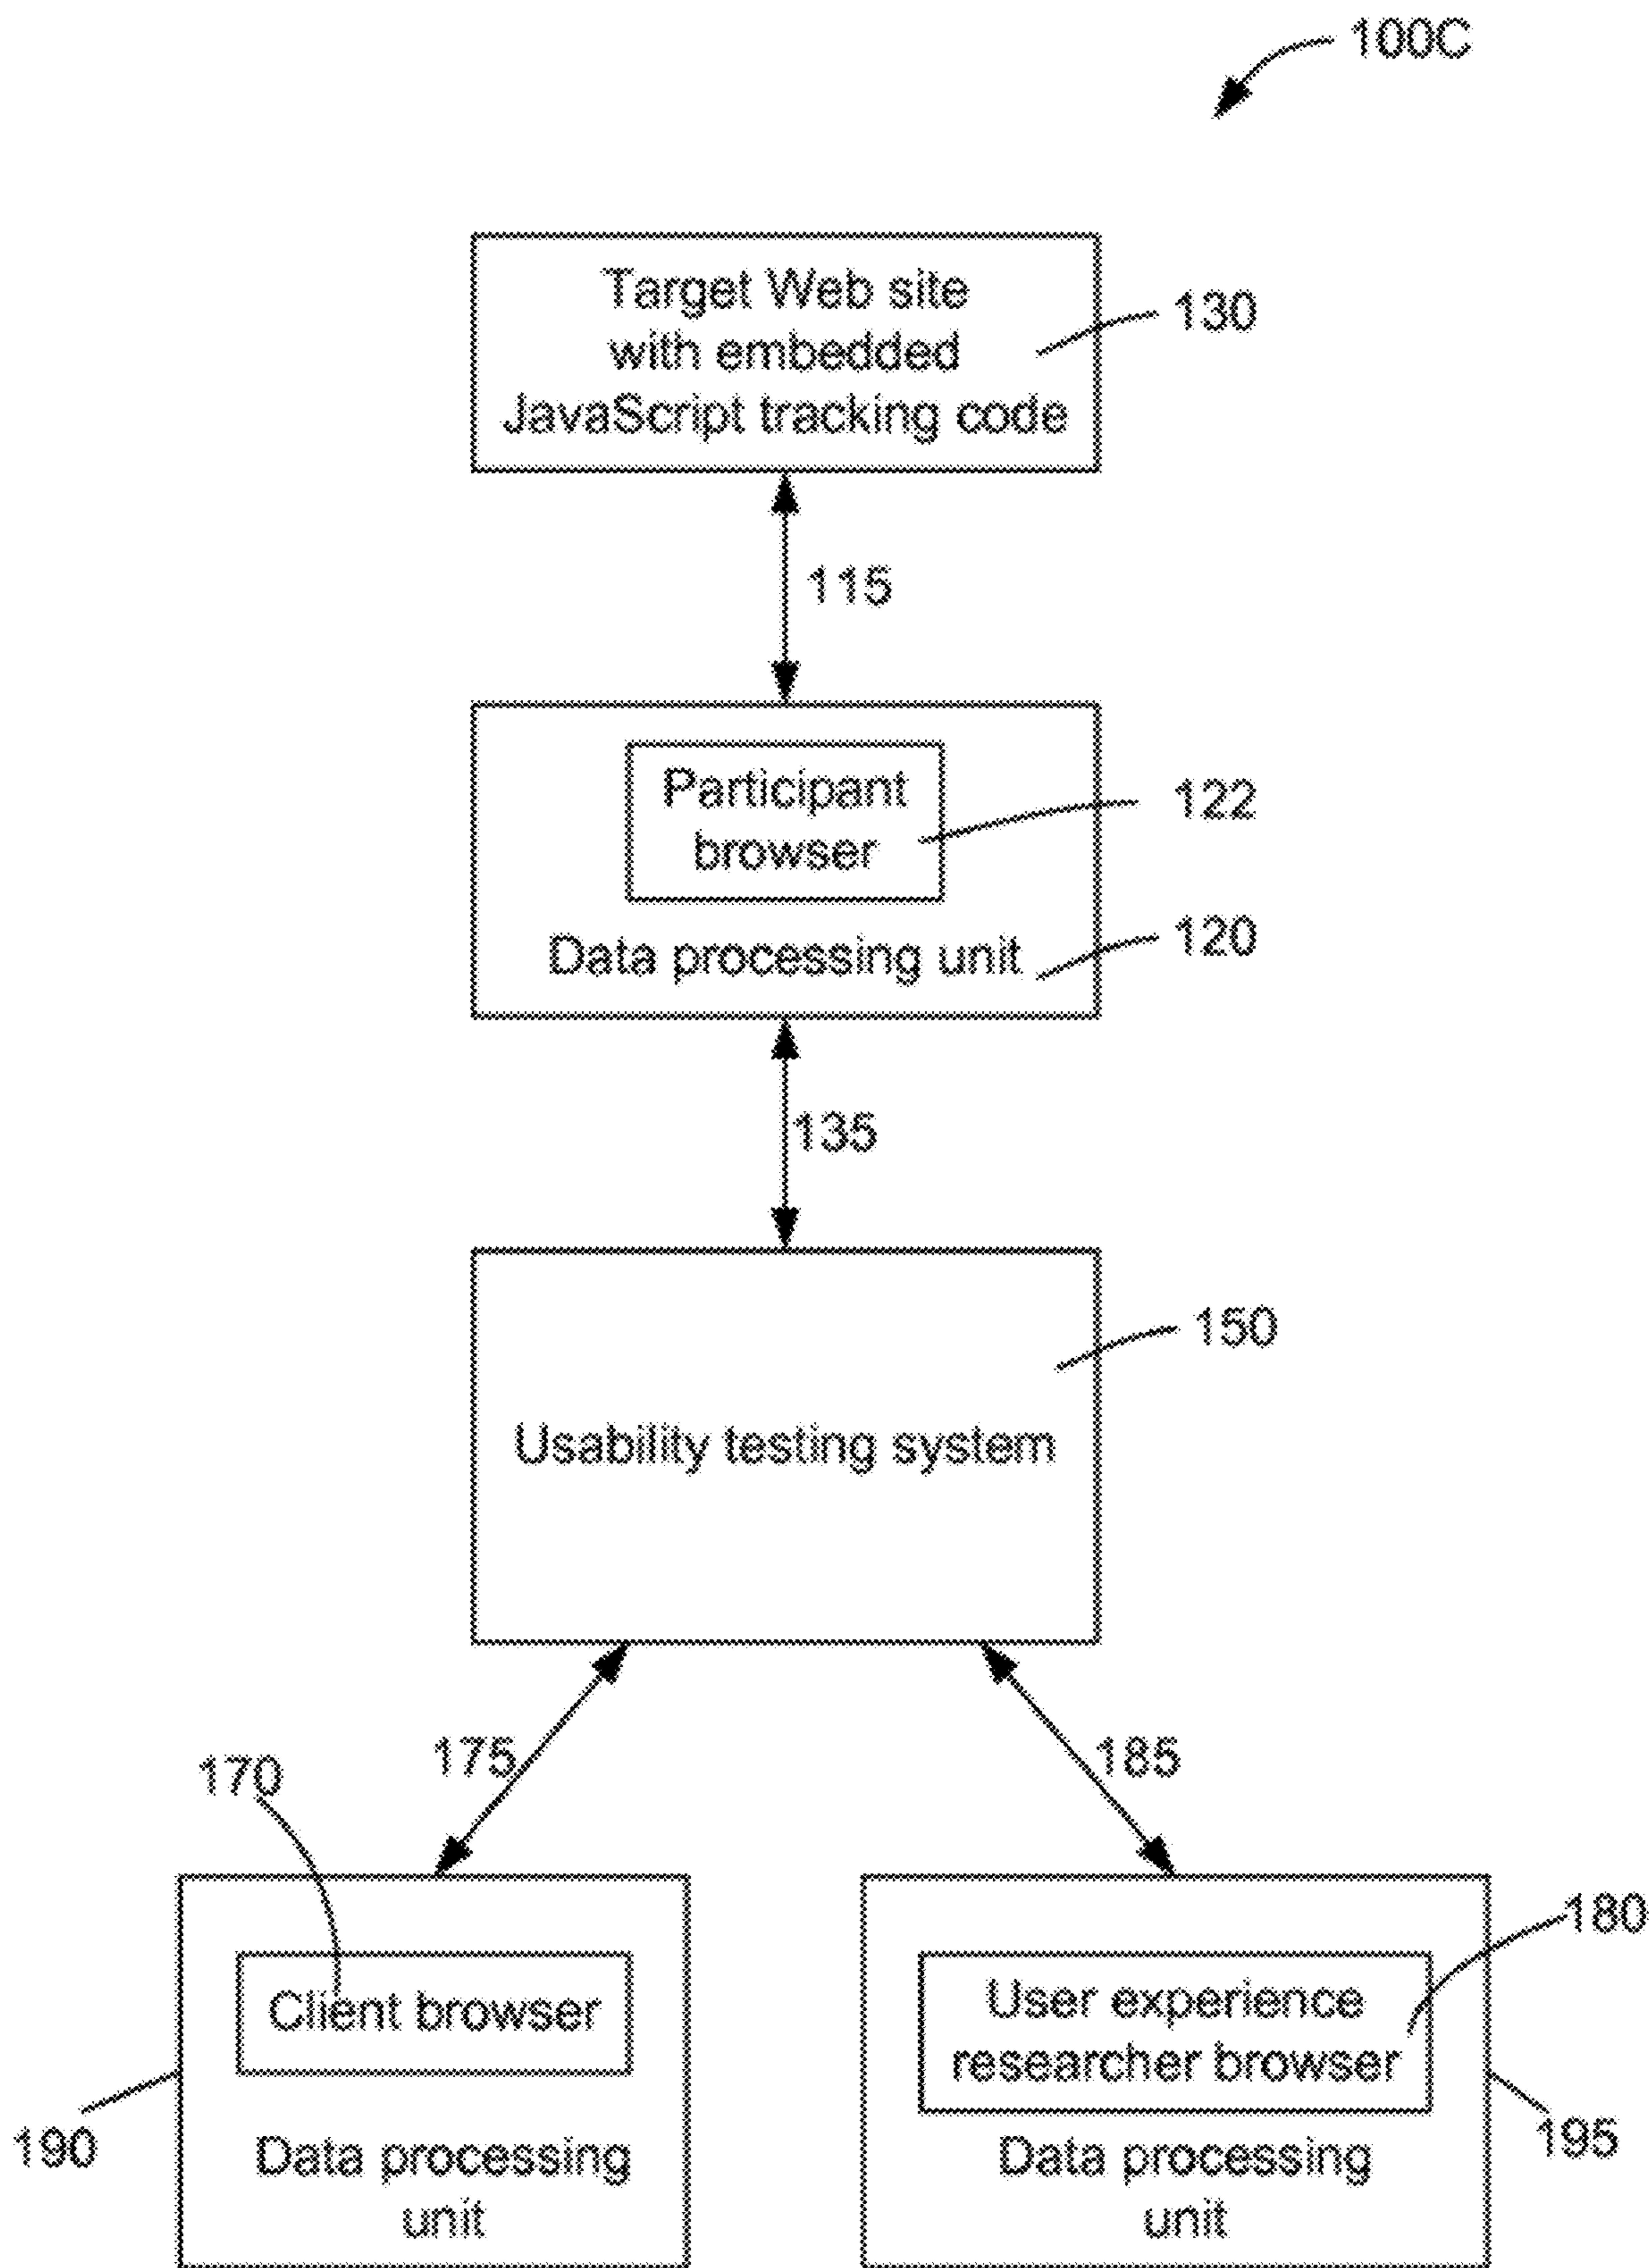 100C
Target Web site
with embedded
JavaScript tracking code
130
115
Participant
browser
122
Data processing unit
120
135
150
Usability testing system
175
185
170
180
Client browser
User experience
researcher browser
190
195
Data processing
unit
Data processing
unit